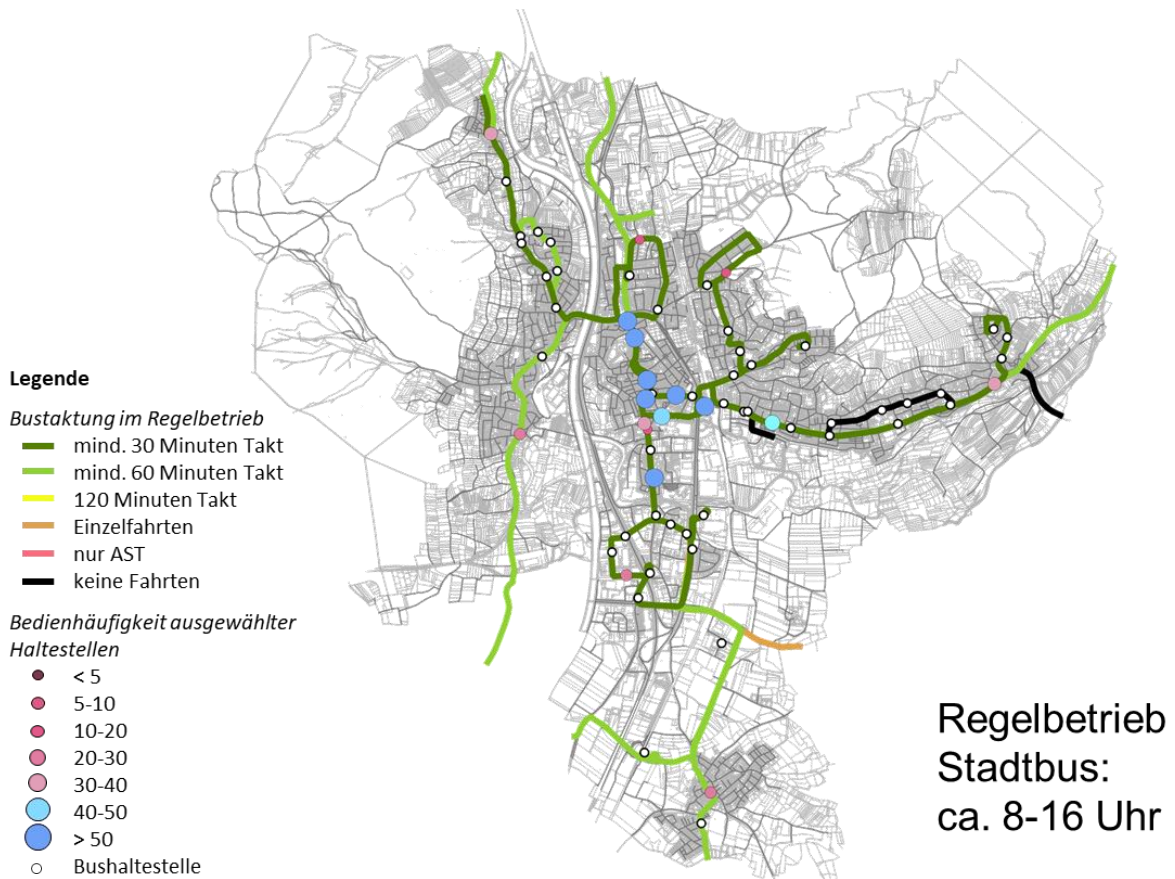 Legende
Bustaktung im Regelbetrieb
mind. 30 Minuten Takt
mind. 60 Minuten Takt
120 Minuten Takt
Einzelfahrten
nur AST
keine Fahrten
Bedienhäufigkeit ausgewählter
Haltestellen
< 5
5-10
10-20
20-30
30-40
40-50
> 50
Bushaltestelle
Regelbetrieb
Stadtbus:
ca. 8-16 Uhr